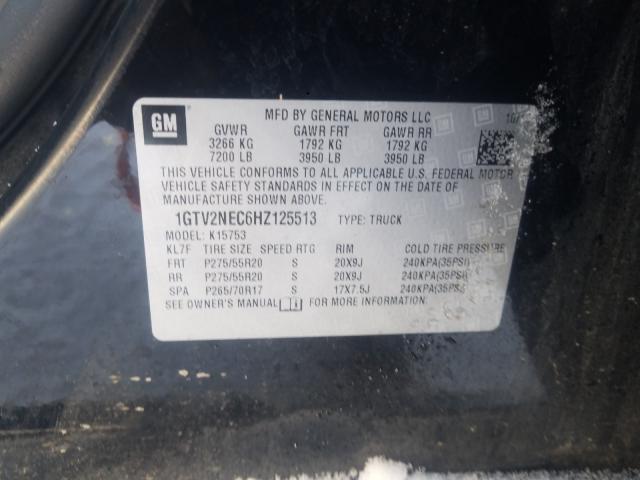 GM
MFD BY GENERAL MOTORS LLC
GVWR GAWR FRT GAWR RR
3266 KG 1792 KG 1792 KG
7200 LB 3950 LB 3950 LB
THIS VEHICLE CONFORMS TO ALL APPLICABLE U.S. FEDERAL MOTOR
VEHICLE SAFETY STANDARDS IN EFFECT ON THE DATE OF
MANUFACTURE SHOWN ABOVE.
1GTV2NEC6HZ125513 TYPE: TRUCK
MODEL: K15753
KL7F TIRE SIZE SPEED RTG RIM COLD TIRE PRESSURE
FRT P275/55R20 S 20X9J 240KPA(35PSI)
RR P275/55R20 S 20X9J 240KPA(35PSI)
SPA P265/70R17 S 17X7.5J 240KPA(35PS
SEE OWNER'S MANUAL FOR MORE INFORMATION